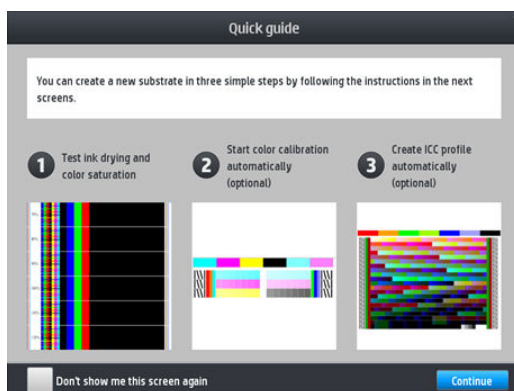 Quick guide
You can create a new substrate in three simple steps by following the instructions in the next
screens.
1
Test ink drying and
color saturation
2
Start color calibration
automatically
(optional)
3
Create ICC profile
automatically
(optional)
Don't show me this screen again
Continue